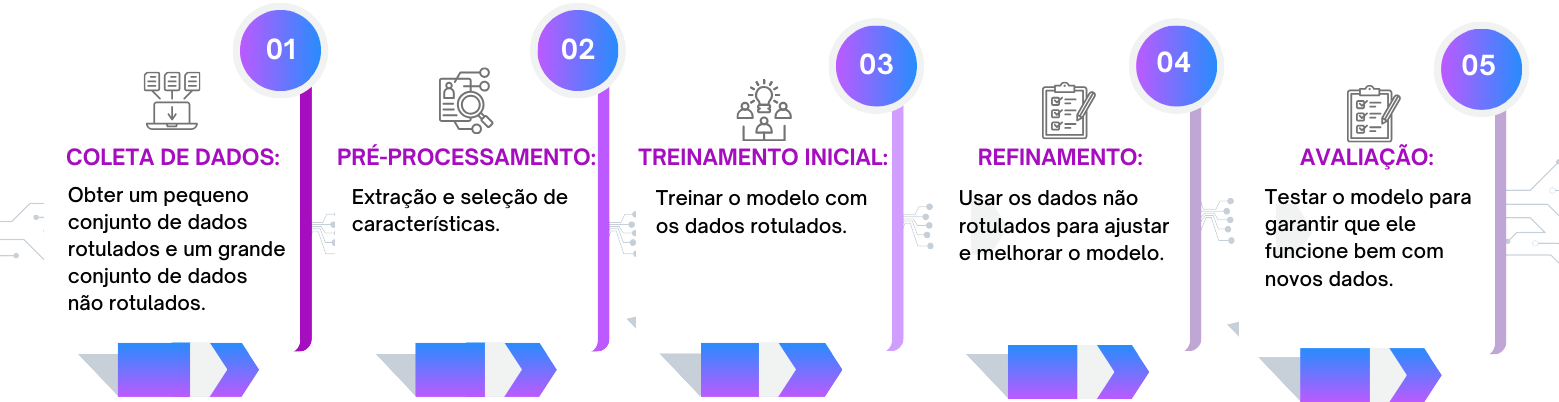 01
COLETA DE DADOS:
Obter um pequeno
conjunto de dados
rotulados e um grande
conjunto de dados
não rotulados.
02
PRÉ-PROCESSAMENTO:
Extração e seleção de
características.
03
TREINAMENTO INICIAL:
Treinar o modelo com
os dados rotulados.
04
REFINAMENTO:
Usar os dados não
rotulados para ajustar
e melhorar o modelo.
05
AVALIAÇÃO:
Testar o modelo para
garantir que ele
funcione bem com
novos dados.